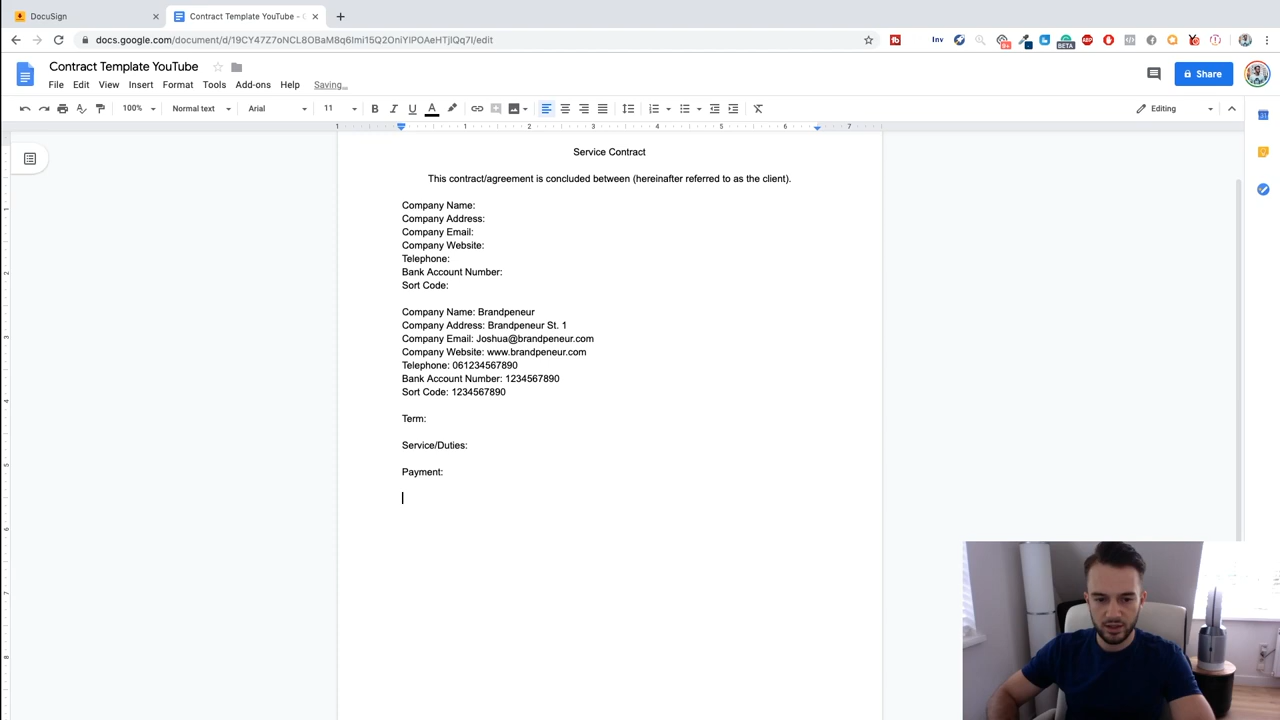 DocuSign
Contract Template YouTube - G
docs.google.com/document/d/19CY47Z7oNCL8OBaM8q6Imi15Q2OniYIPOAeHTjIQq7I/edit
Inv
BETA
ABP
Contract Template YouTube
File Edit View Insert Format Tools Add-ons Help Saving...
Share
100% Normal text Arial 11 Editing
Service Contract
This contract/agreement is concluded between (hereinafter referred to as the client).
Company Name:
Company Address:
Company Email:
Company Website:
Telephone:
Bank Account Number:
Sort Code:
Company Name: Brandpeneur
Company Address: Brandpeneur St. 1
Company Email: Joshua@brandpeneur.com
Company Website: www.brandpeneur.com
Telephone: 061234567890
Bank Account Number: 1234567890
Sort Code: 1234567890
Term:
Service/Duties:
Payment: